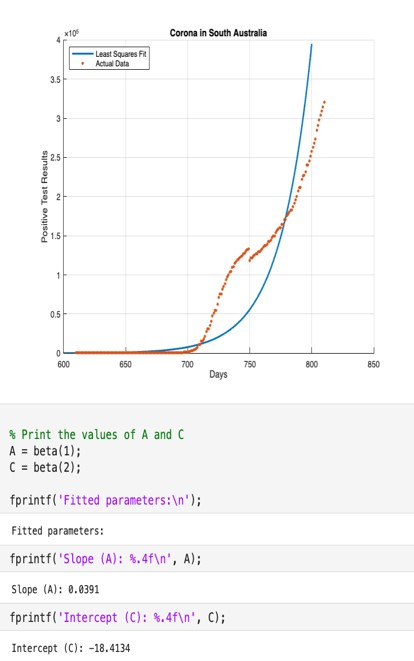 Corona in South Australia
×10⁶
Least Squares Fit
Actual Data
4
3.5
3
2.5
2
1.5
1
0.5
0
Positive Test Results
600 650 700 750 800 850
Days
% Print the values of A and C
A = beta(1);
C = beta(2);
fprintf('Fitted parameters:\n');
Fitted parameters:
fprintf('Slope (A): %.4f\n', A);
Slope (A): 0.0391
fprintf('Intercept (C): %.4f\n', C);
Intercept (C): -18.4134